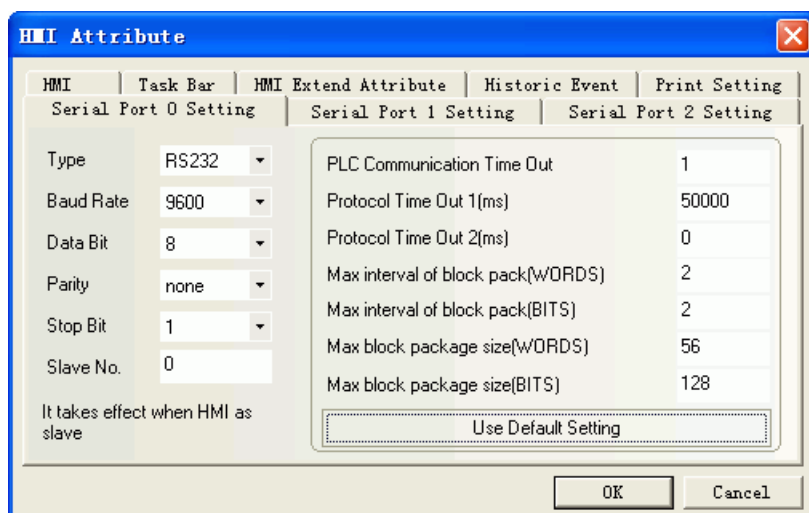 HMI Attribute
HMI
Task Bar
HMI Extend Attribute
Historic Event
Print Setting
Serial Port 0 Setting
Serial Port 1 Setting
Serial Port 2 Setting
Type RS232
Baud Rate 9600
Data Bit 8
Parity none
Stop Bit 1
Slave No. 0
It takes effect when HMI as
slave
PLC Communication Time Out 1
Protocol Time Out 1(ms) 50000
Protocol Time Out 2(ms) 0
Max interval of block pack(WORDS) 2
Max interval of block pack(BITS) 2
Max block package size(WORDS) 56
Max block package size(BITS) 128
Use Default Setting
OK
Cancel